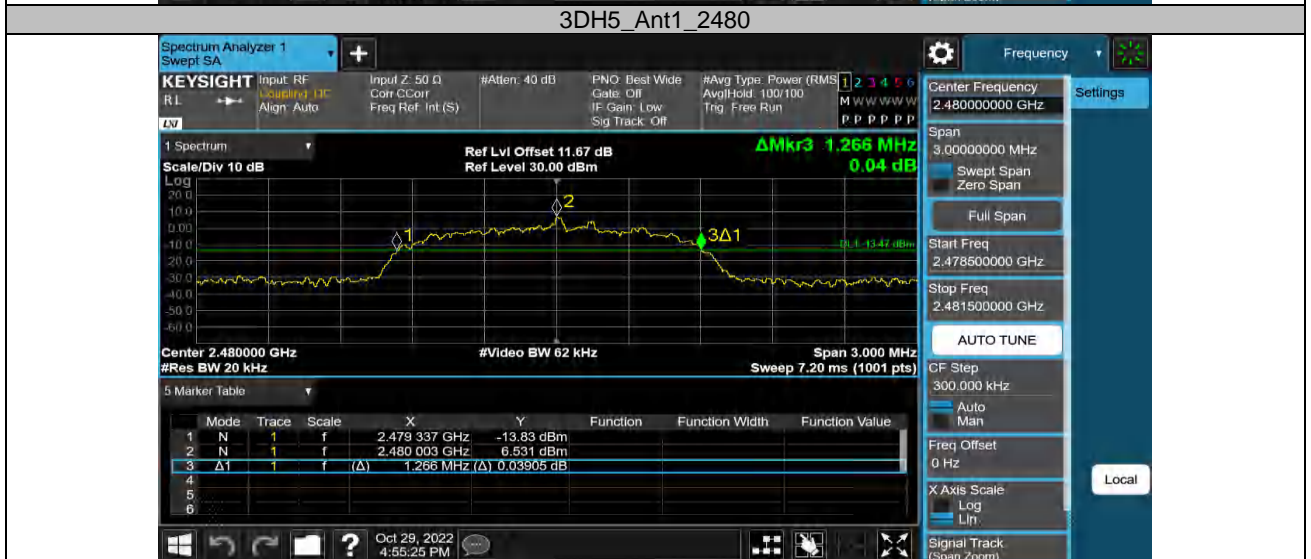 3DH5_Ant1_2480
Spectrum Analyzer 1
Swept SA
Frequency
KEYSIGHT
RL
LXI
Input: RF
Align: Auto
Input Z: 50 Ω
Corr CCorr
Freq Ref: Int (S)
#Atten: 40 dB
PNO: Best Wide
Gate: Off
IF Gain: Low
Sig Track: Off
#Avg Type: Power (RMS
Avg|Hold: 100/100
Trig: Free Run
1 2 3 4 5 6
M W W W W W
P P P P P P
Center Frequency
2.480000000 GHz
Settings
1 Spectrum
Scale/Div 10 dB
Ref Lvl Offset 11.67 dB
Ref Level 30.00 dBm
ΔMkr3 1.266 MHz
0.04 dB
Span
3.00000000 MHz
Swept Span
Zero Span
Full Span
Log
20.0
10.0
0.00
-10.0
-20.0
-30.0
-40.0
-50.0
-60.0
1
2
3Δ1
DL1 -13.47 dBm
Start Freq
2.478500000 GHz
Stop Freq
2.481500000 GHz
AUTO TUNE
Center 2.480000 GHz
#Res BW 20 kHz
#Video BW 62 kHz
Span 3.000 MHz
Sweep 7.20 ms (1001 pts)
CF Step
300.000 kHz
Auto
Man
5 Marker Table
Mode Trace Scale X Y Function Function Width Function Value
1 N 1 f 2.479 337 GHz -13.83 dBm
2 N 1 f 2.480 003 GHz 6.531 dBm
3 Δ1 1 f (Δ) 1.266 MHz (Δ) 0.03905 dB
4
5
6
Freq Offset
0 Hz
X Axis Scale
Log
Lin
Local
Signal Track
(Span Zoom)
Oct 29, 2022
4:55:25 PM